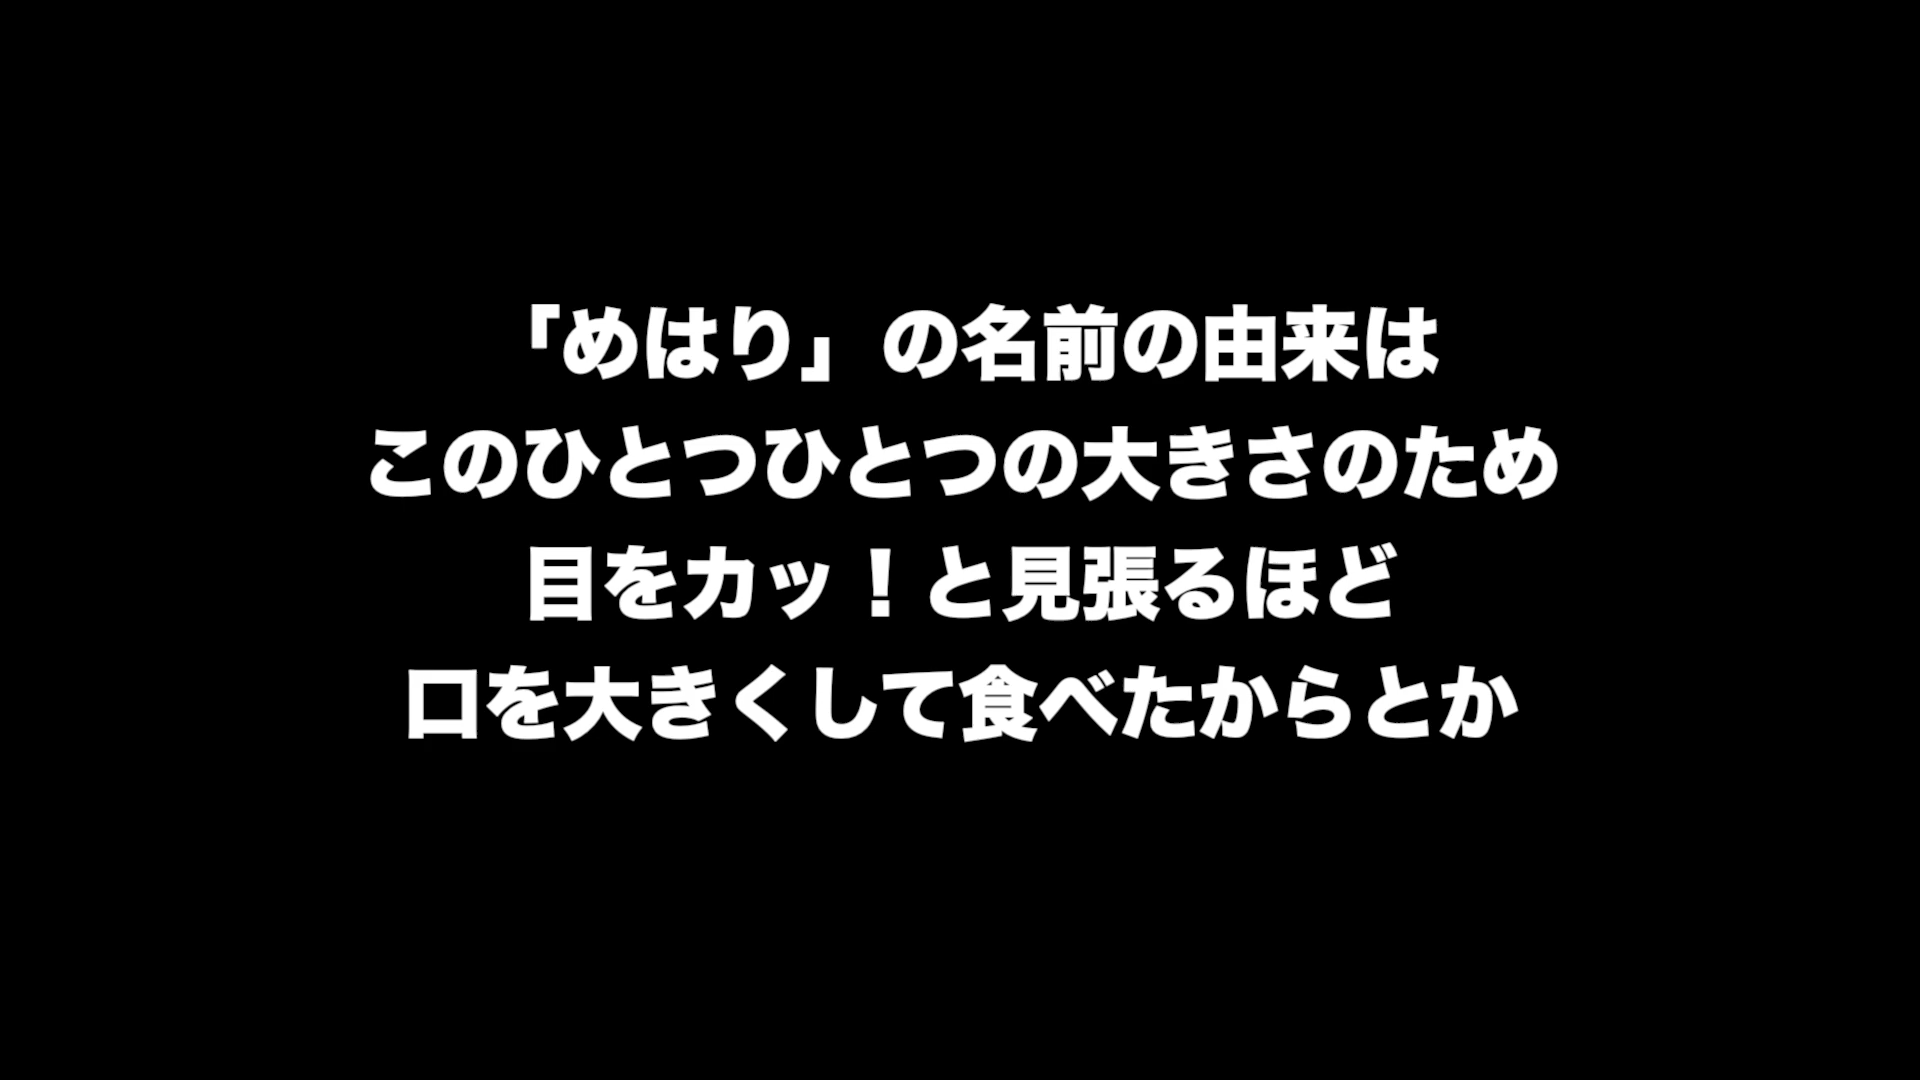 「めはり」の名前の由来は
このひとつひとつの大きさのため
目をカッ！と見張るほど
口を大きくして食べたからとか